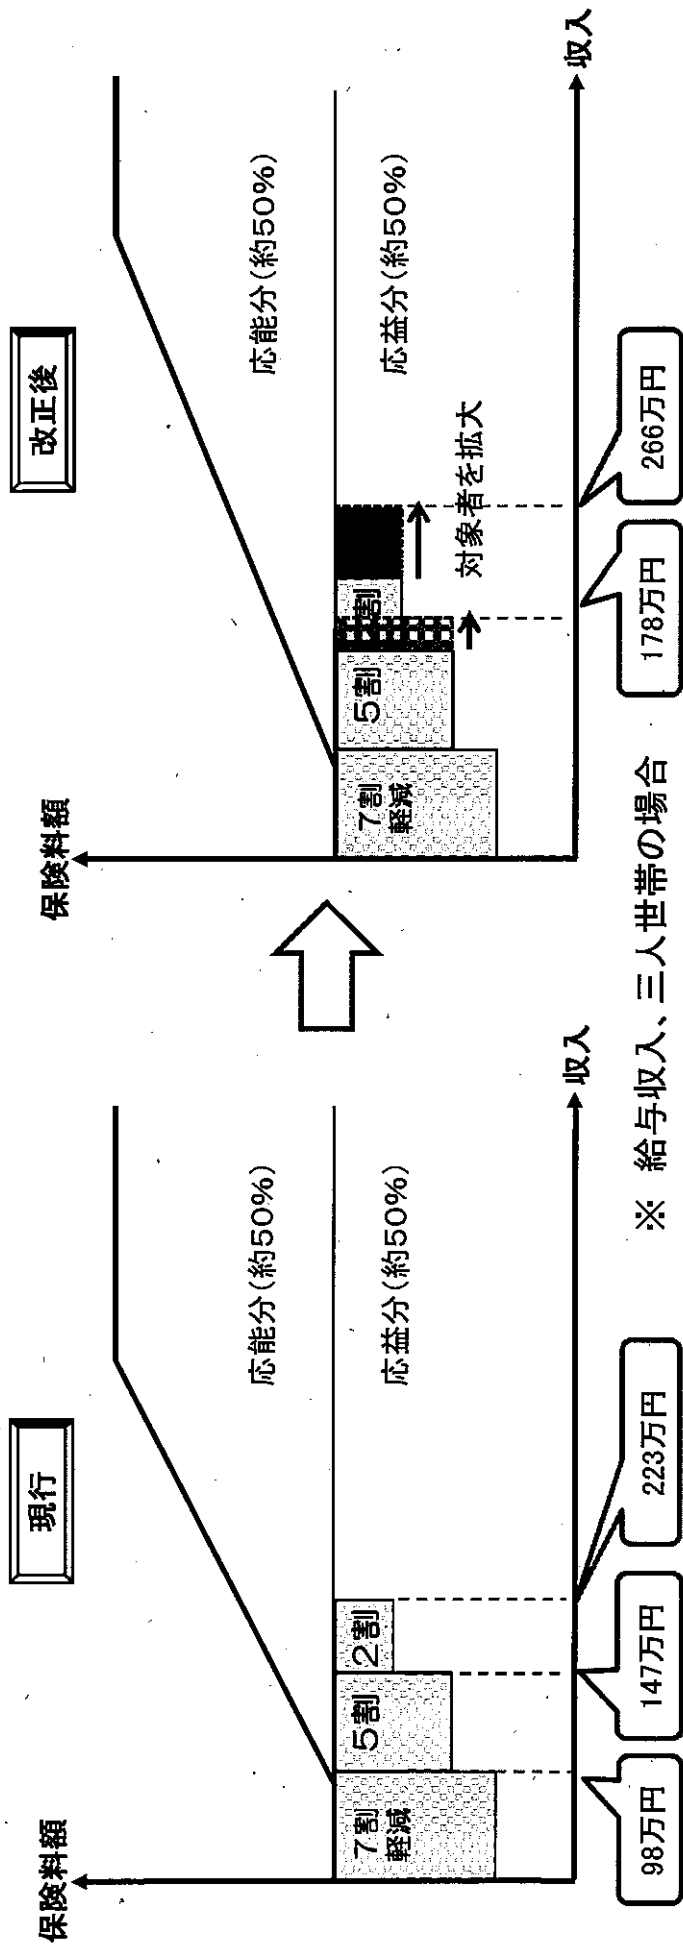 現行
保険料額
応能分(約50%)
応益分(約50%)
7割
軽減
5割
2割
収入
98万円
147万円
223万円
改正後
保険料額
応能分(約50%)
応益分(約50%)
7割
軽減
5割
割
対象者を拡大
収入
178万円
266万円
※ 給与収入、三人世帯の場合